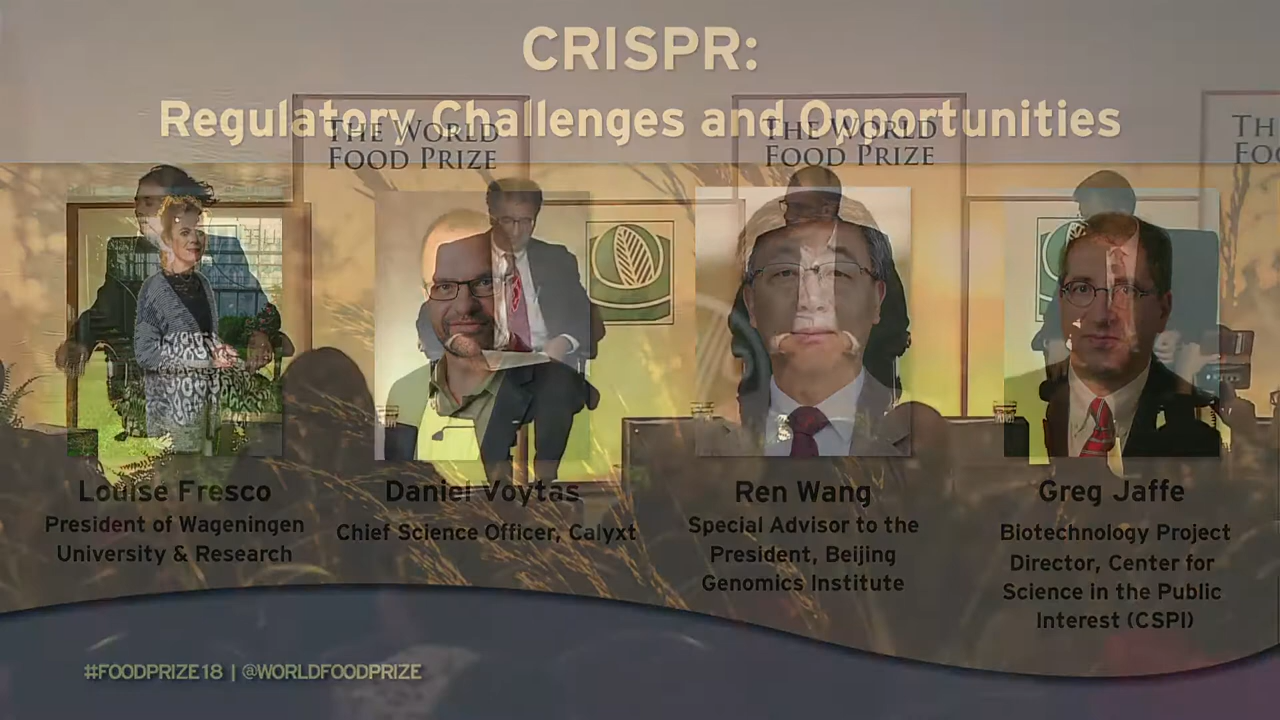 CRISPR:
Regulatory Challenges and Opportunities
THE WORLD
FOOD PRIZE
THE WORLD
FOOD PRIZE
TH
FOO
Louise Fresco
President of Wageningen
University & Research
Daniel Voytas
Chief Science Officer, Calyxt
Ren Wang
Special Advisor to the
President, Beijing
Genomics Institute
Greg Jaffe
Biotechnology Project
Director, Center for
Science in the Public
Interest (CSPI)
#FOODPRIZE18 | @WORLDFOODPRIZE